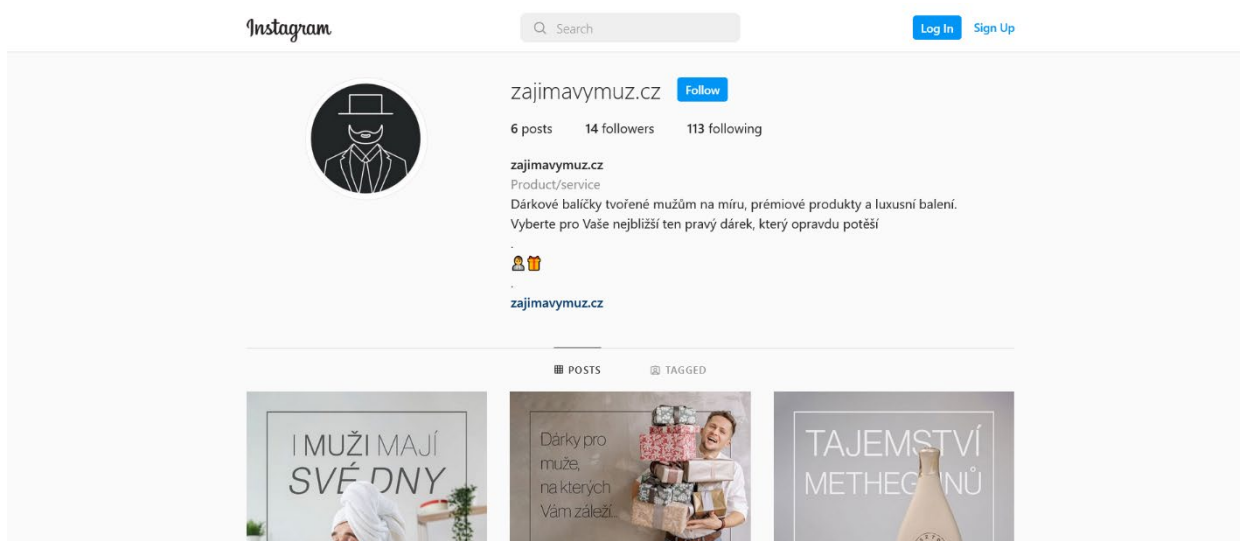 Instagram
Search
Log In
Sign Up
zajimavymuz.cz
Follow
6 posts 14 followers 113 following
zajimavymuz.cz
Product/service
Dárkové balíčky tvořené mužům na míru, prémiové produkty a luxusní balení.
Vyberte pro Vaše nejbližší ten pravý dárek, který opravdu potěší
.
.
zajimavymuz.cz
POSTS
TAGGED
I MUŽI MAJÍ
SVÉ DNY
Dárky pro
muže,
na kterých
Vám záleží...
TAJEMSTVÍ